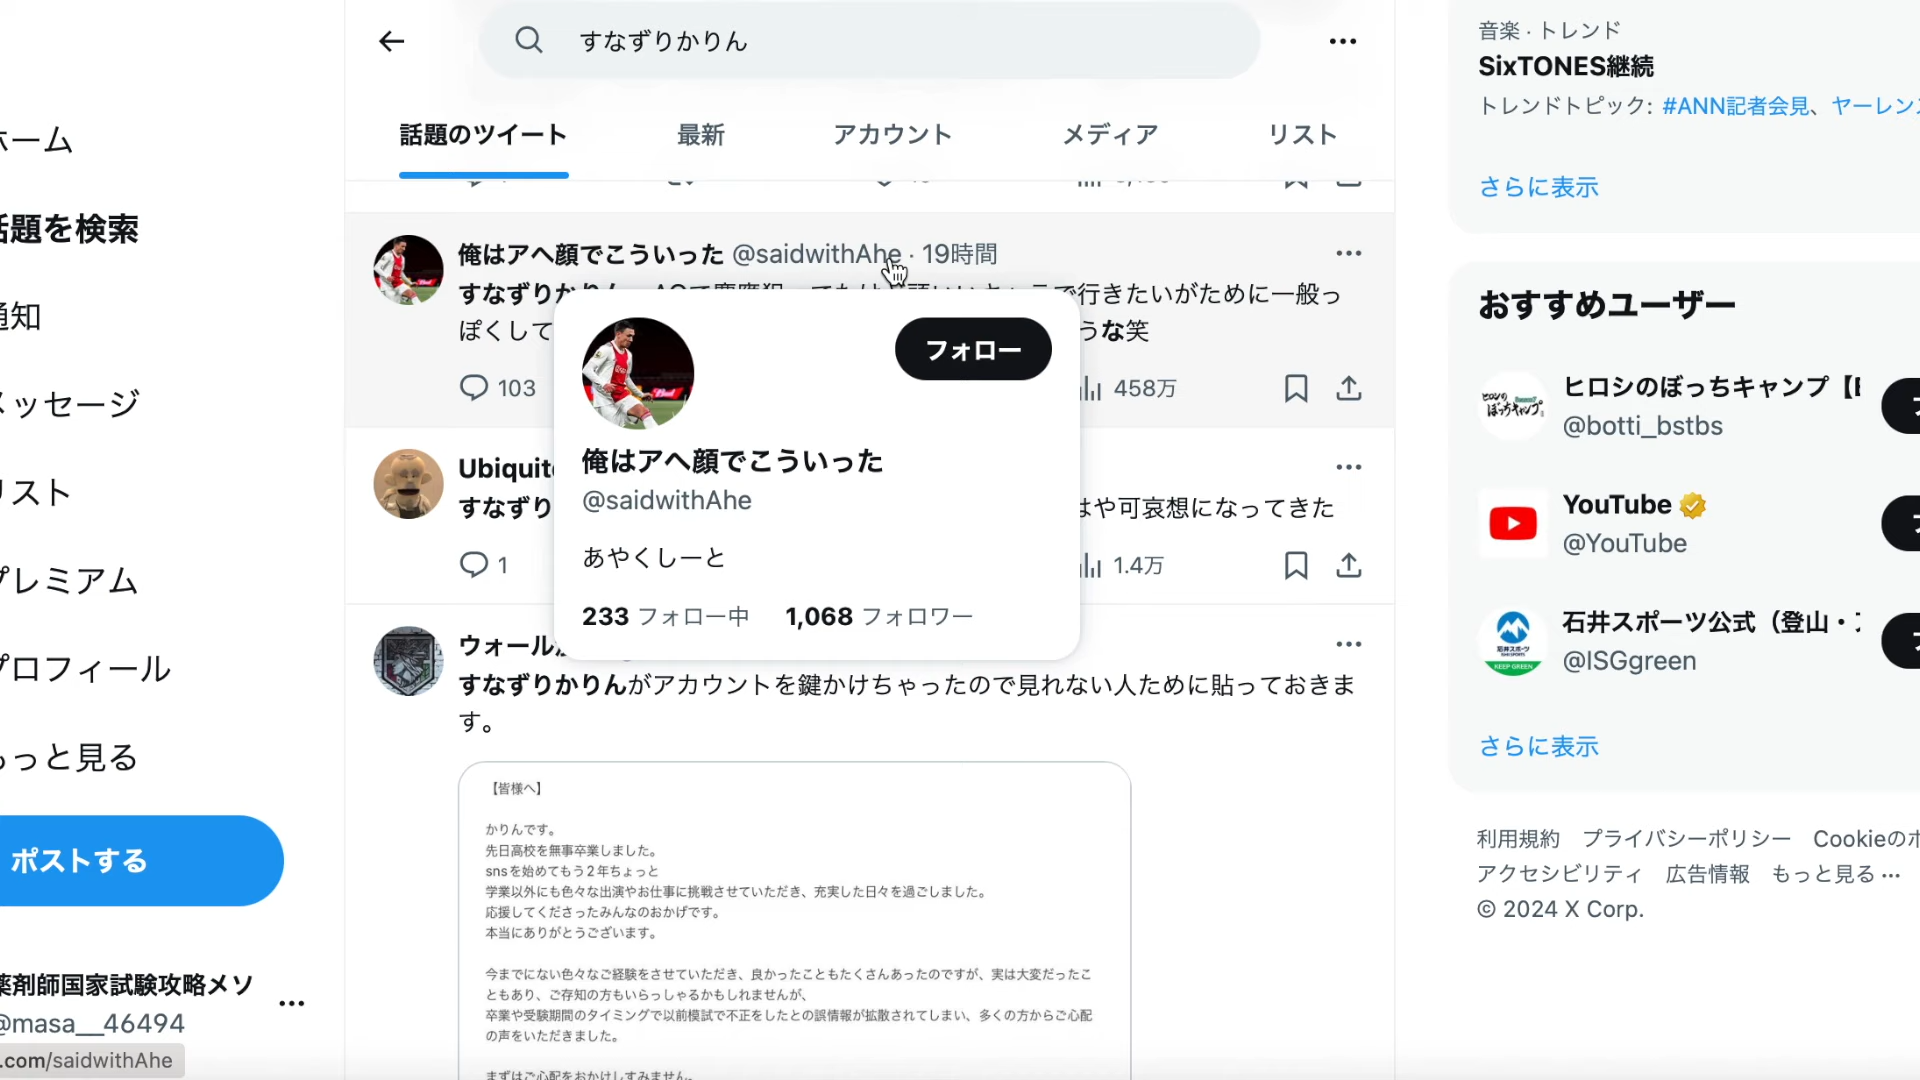 すなずりかりん
話題のツイート 最新 アカウント メディア リスト
ホーム
話題を検索
通知
メッセージ
リスト
プレミアム
プロフィール
もっと見る
ポストする
薬剤師国家試験攻略メソ
@masa__46494
.com/saidwithAhe
俺はアヘ顔でこういった @saidwithAhe · 19時間
すなずりかりん
行きたいがために一般っ
ぽくして
うな笑
103 458万
フォロー
俺はアヘ顔でこういった
@saidwithAhe
あやくしーと
233 フォロー中 1,068 フォロワー
Ubiquit
すなずり
はや可哀想になってきた
1 1.4万
ウォール
すなずりかりんがアカウントを鍵かけちゃったので見れない人ために貼っておきま
す。
【皆様へ】
かりんです。
先日高校を無事卒業しました。
snsを始めてもう2年ちょっと
学業以外にも色々な出演やお仕事に挑戦させていただき、充実した日々を過ごしました。
応援してくださったみんなのおかげです。
本当にありがとうございます。
今までにない色々なご経験をさせていただき、良かったこともたくさんあったのですが、実は大変だったこ
ともあり、ご存知の方もいらっしゃるかもしれませんが、
卒業や受験期間のタイミングで以前模試で不正をしたとの誤情報が拡散されてしまい、多くの方からご心配
の声をいただきました。
まずはご心配をおかけしすみません。
音楽 · トレンド
SixTONES継続
トレンドトピック: #ANN記者会見、ヤーレンズ
さらに表示
おすすめユーザー
ヒロシのぼっちキャンプ【
@botti_bstbs
YouTube
@YouTube
石井スポーツ公式（登山・
@ISGgreen
さらに表示
利用規約 プライバシーポリシー Cookieのポ
アクセシビリティ 広告情報 もっと見る ···
© 2024 X Corp.